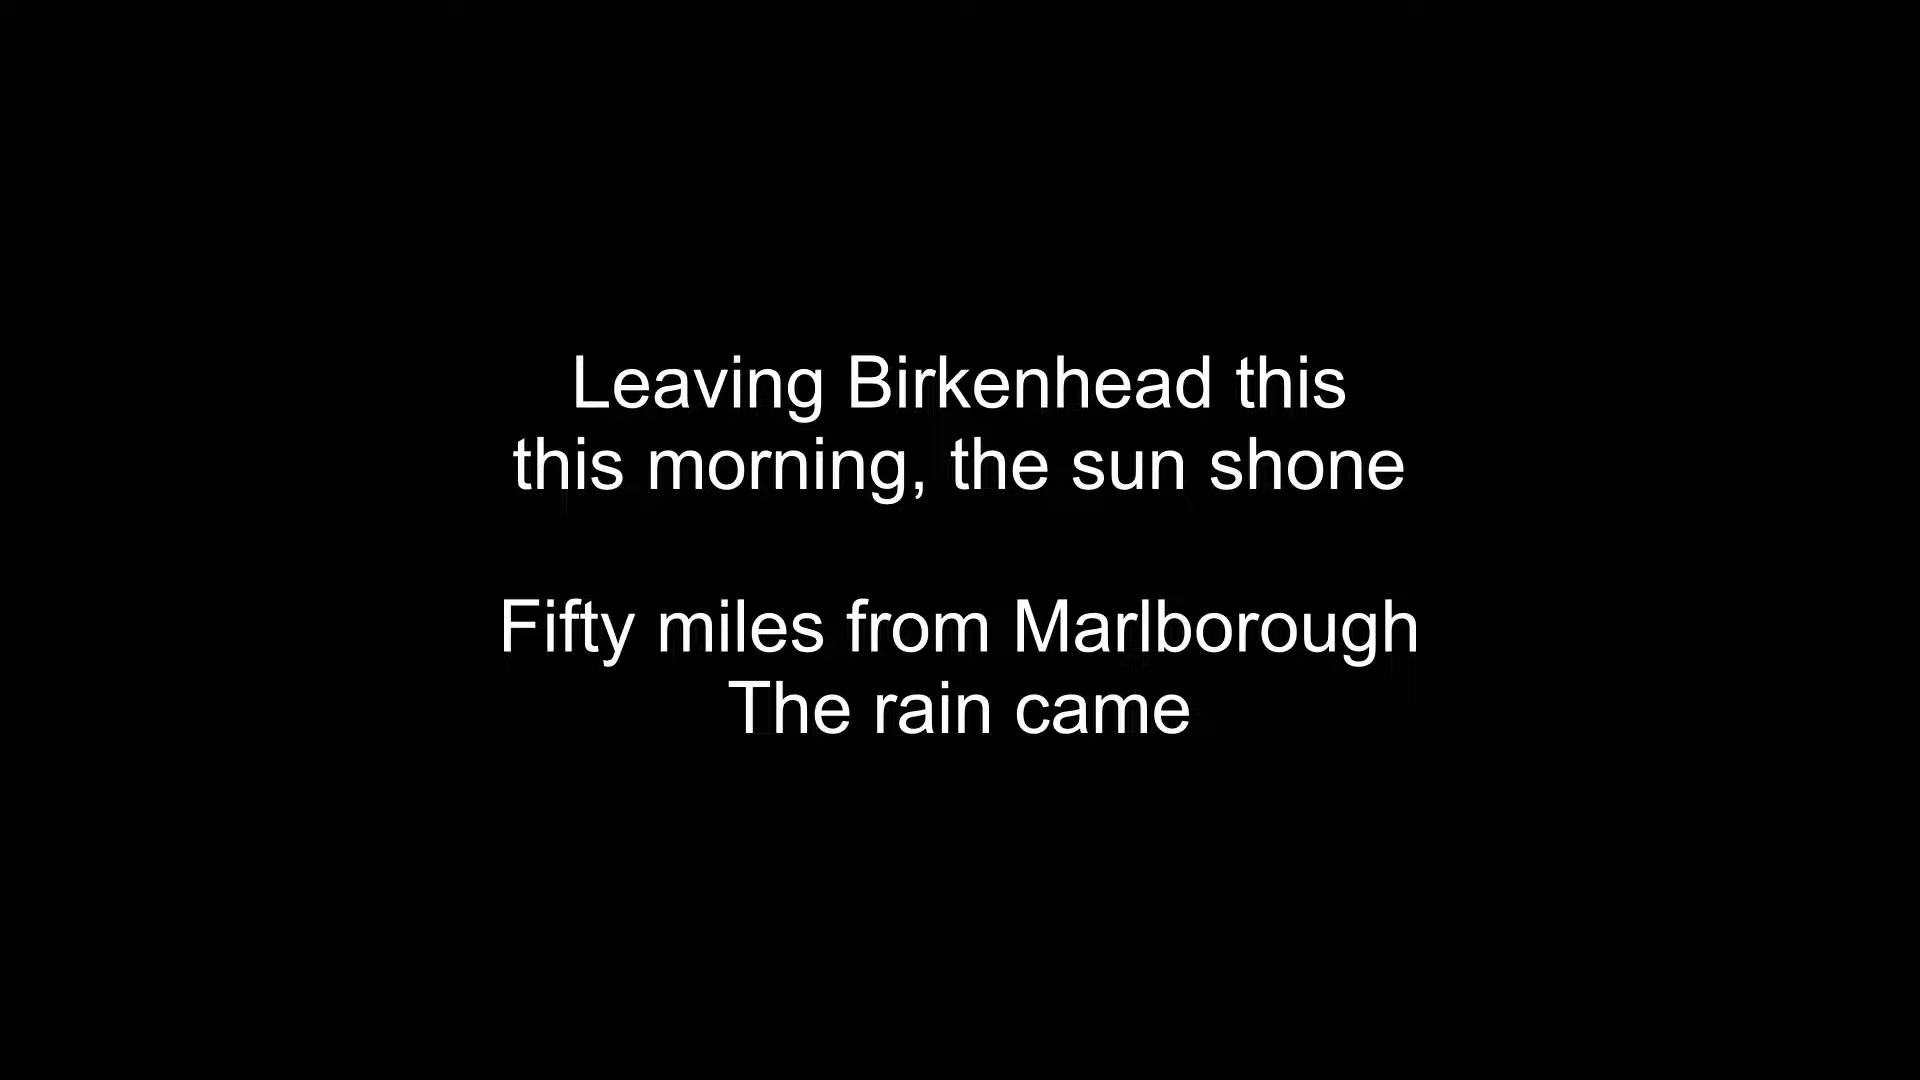 Leaving Birkenhead this
this morning, the sun shone
Fifty miles from Marlborough
The rain came